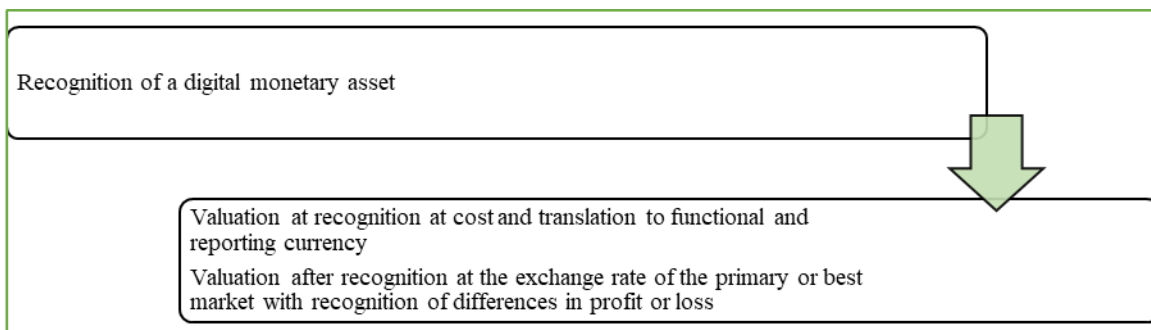 Recognition of a digital monetary asset
Valuation at recognition at cost and translation to functional and
reporting currency
Valuation after recognition at the exchange rate of the primary or best
market with recognition of differences in profit or loss